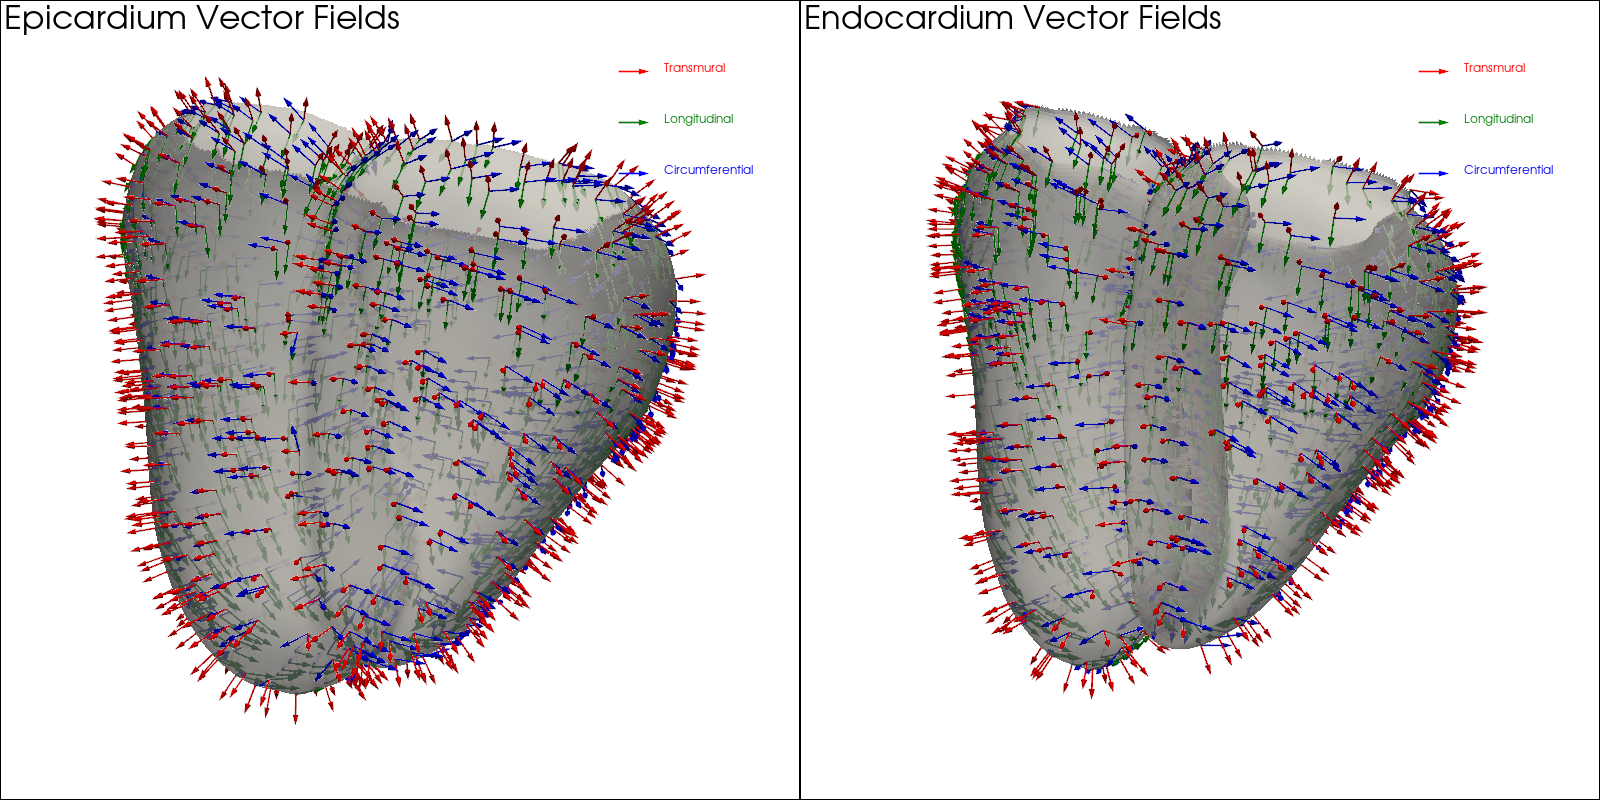 Epicardium Vector Fields
Transmural
Longitudinal
Circumferential
Endocardium Vector Fields
Transmural
Longitudinal
Circumferential